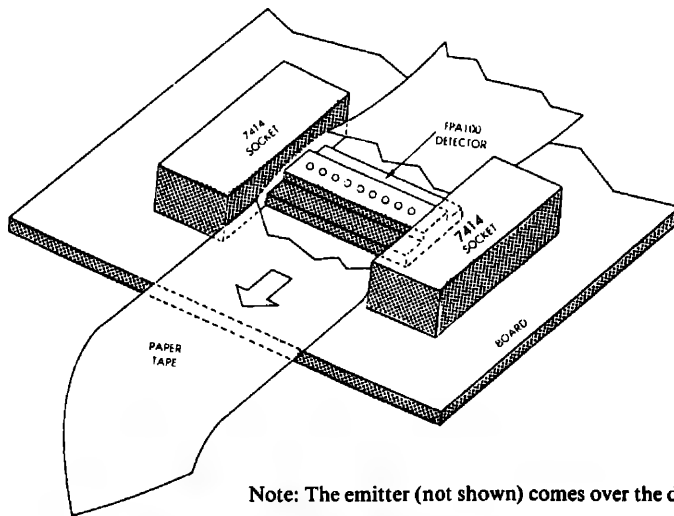 7414
SOCKET
FPA100
DETECTOR
7414
SOCKET
BOARD
PAPER
TAPE
Note: The emitter (not shown) comes over the d